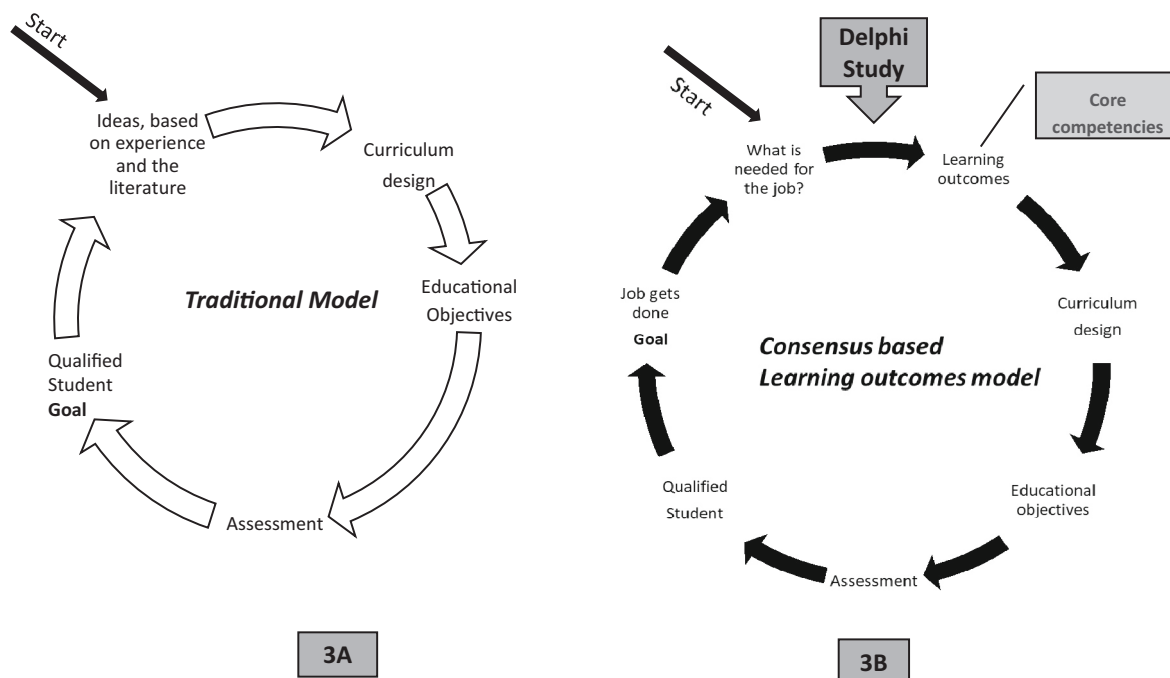 Start
Ideas, based
on experience
and the
literature
Curriculum
design
Educational
Objectives
Traditional Model
Qualified
Student
Goal
Assessment
3A
Start
Delphi
Study
Core
competencies
What is
needed for
the job?
Learning
outcomes
Job gets
done
Goal
Curriculum
design
Consensus based
Learning outcomes model
Qualified
Student
Educational
objectives
Assessment
3B